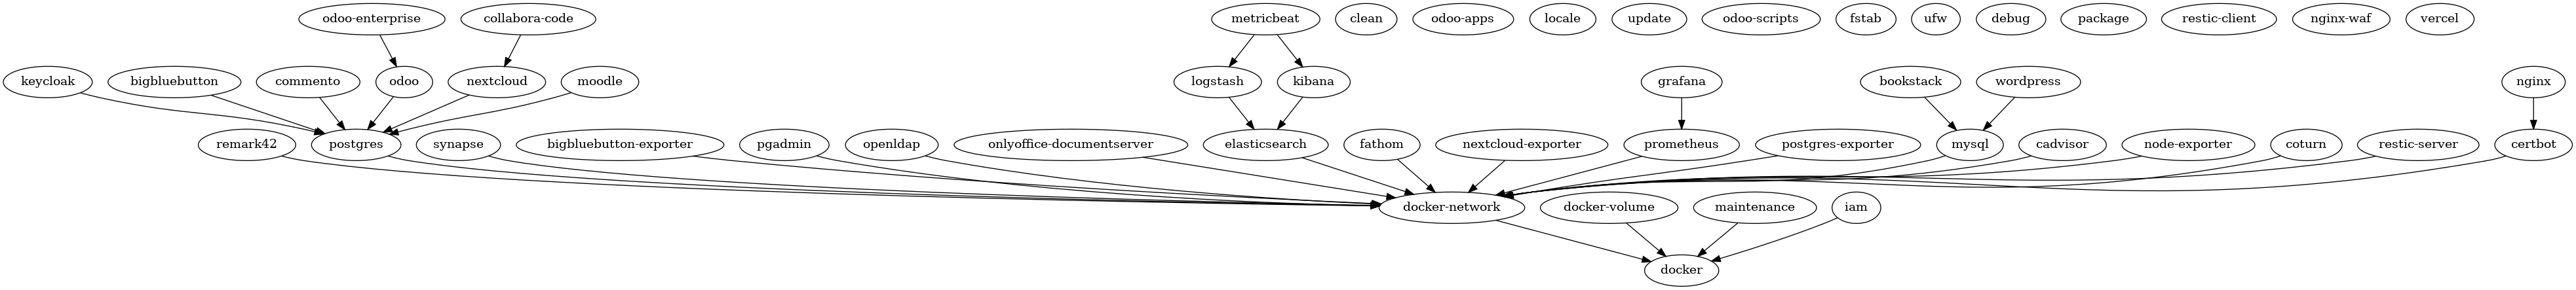 odoo-enterprise
collabora-code
metricbeat
clean
odoo-apps
locale
update
odoo-scripts
fstab
ufw
debug
package
restic-client
nginx-waf
vercel
keycloak
bigbluebutton
commento
odoo
nextcloud
moodle
logstash
kibana
grafana
bookstack
wordpress
nginx
remark42
postgres
synapse
bigbluebutton-exporter
pgadmin
openldap
onlyoffice-documentserver
elasticsearch
fathom
nextcloud-exporter
prometheus
postgres-exporter
mysql
cadvisor
node-exporter
coturn
restic-server
certbot
docker-network
docker-volume
maintenance
iam
docker